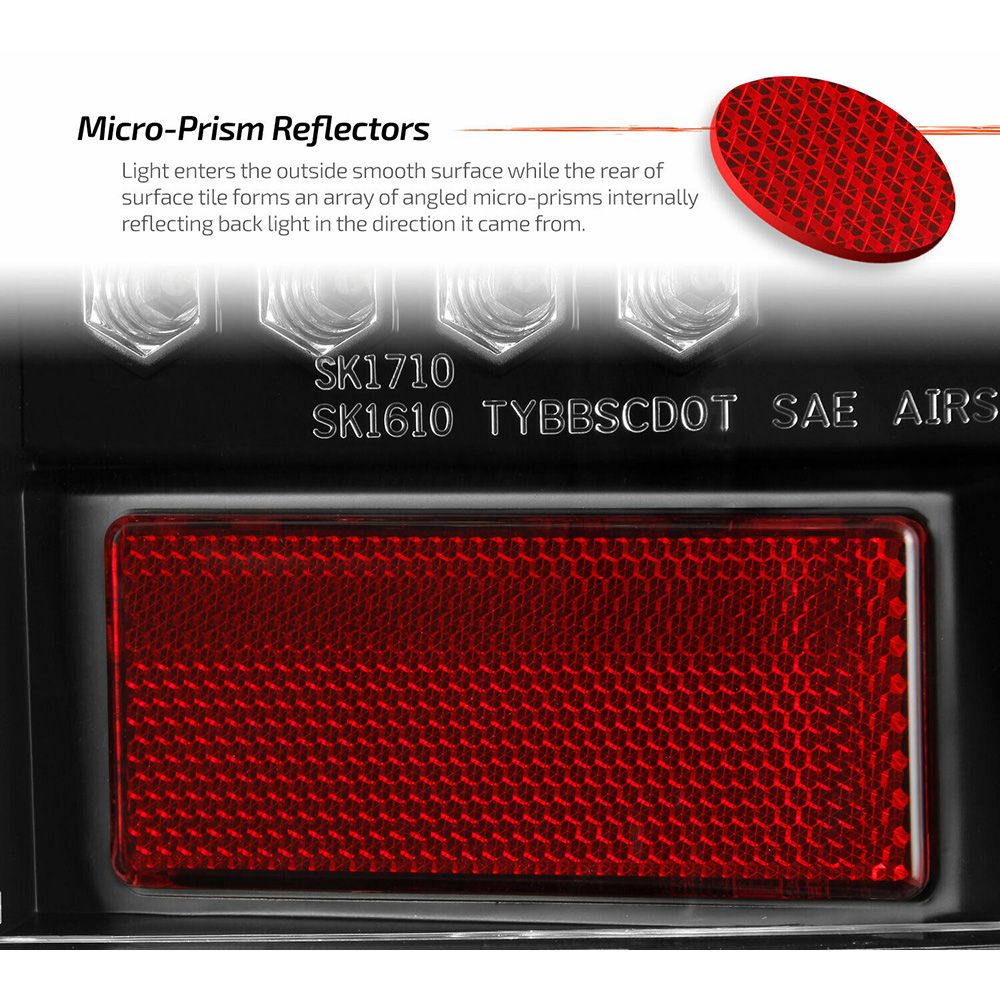 Micro-Prism Reflectors
Light enters the outside smooth surface while the rear of
surface tile forms an array of angled micro-prisms internally
reflecting back light in the direction it came from.
SK1710
SK1610 TYBBSCDOT SAE AIRS